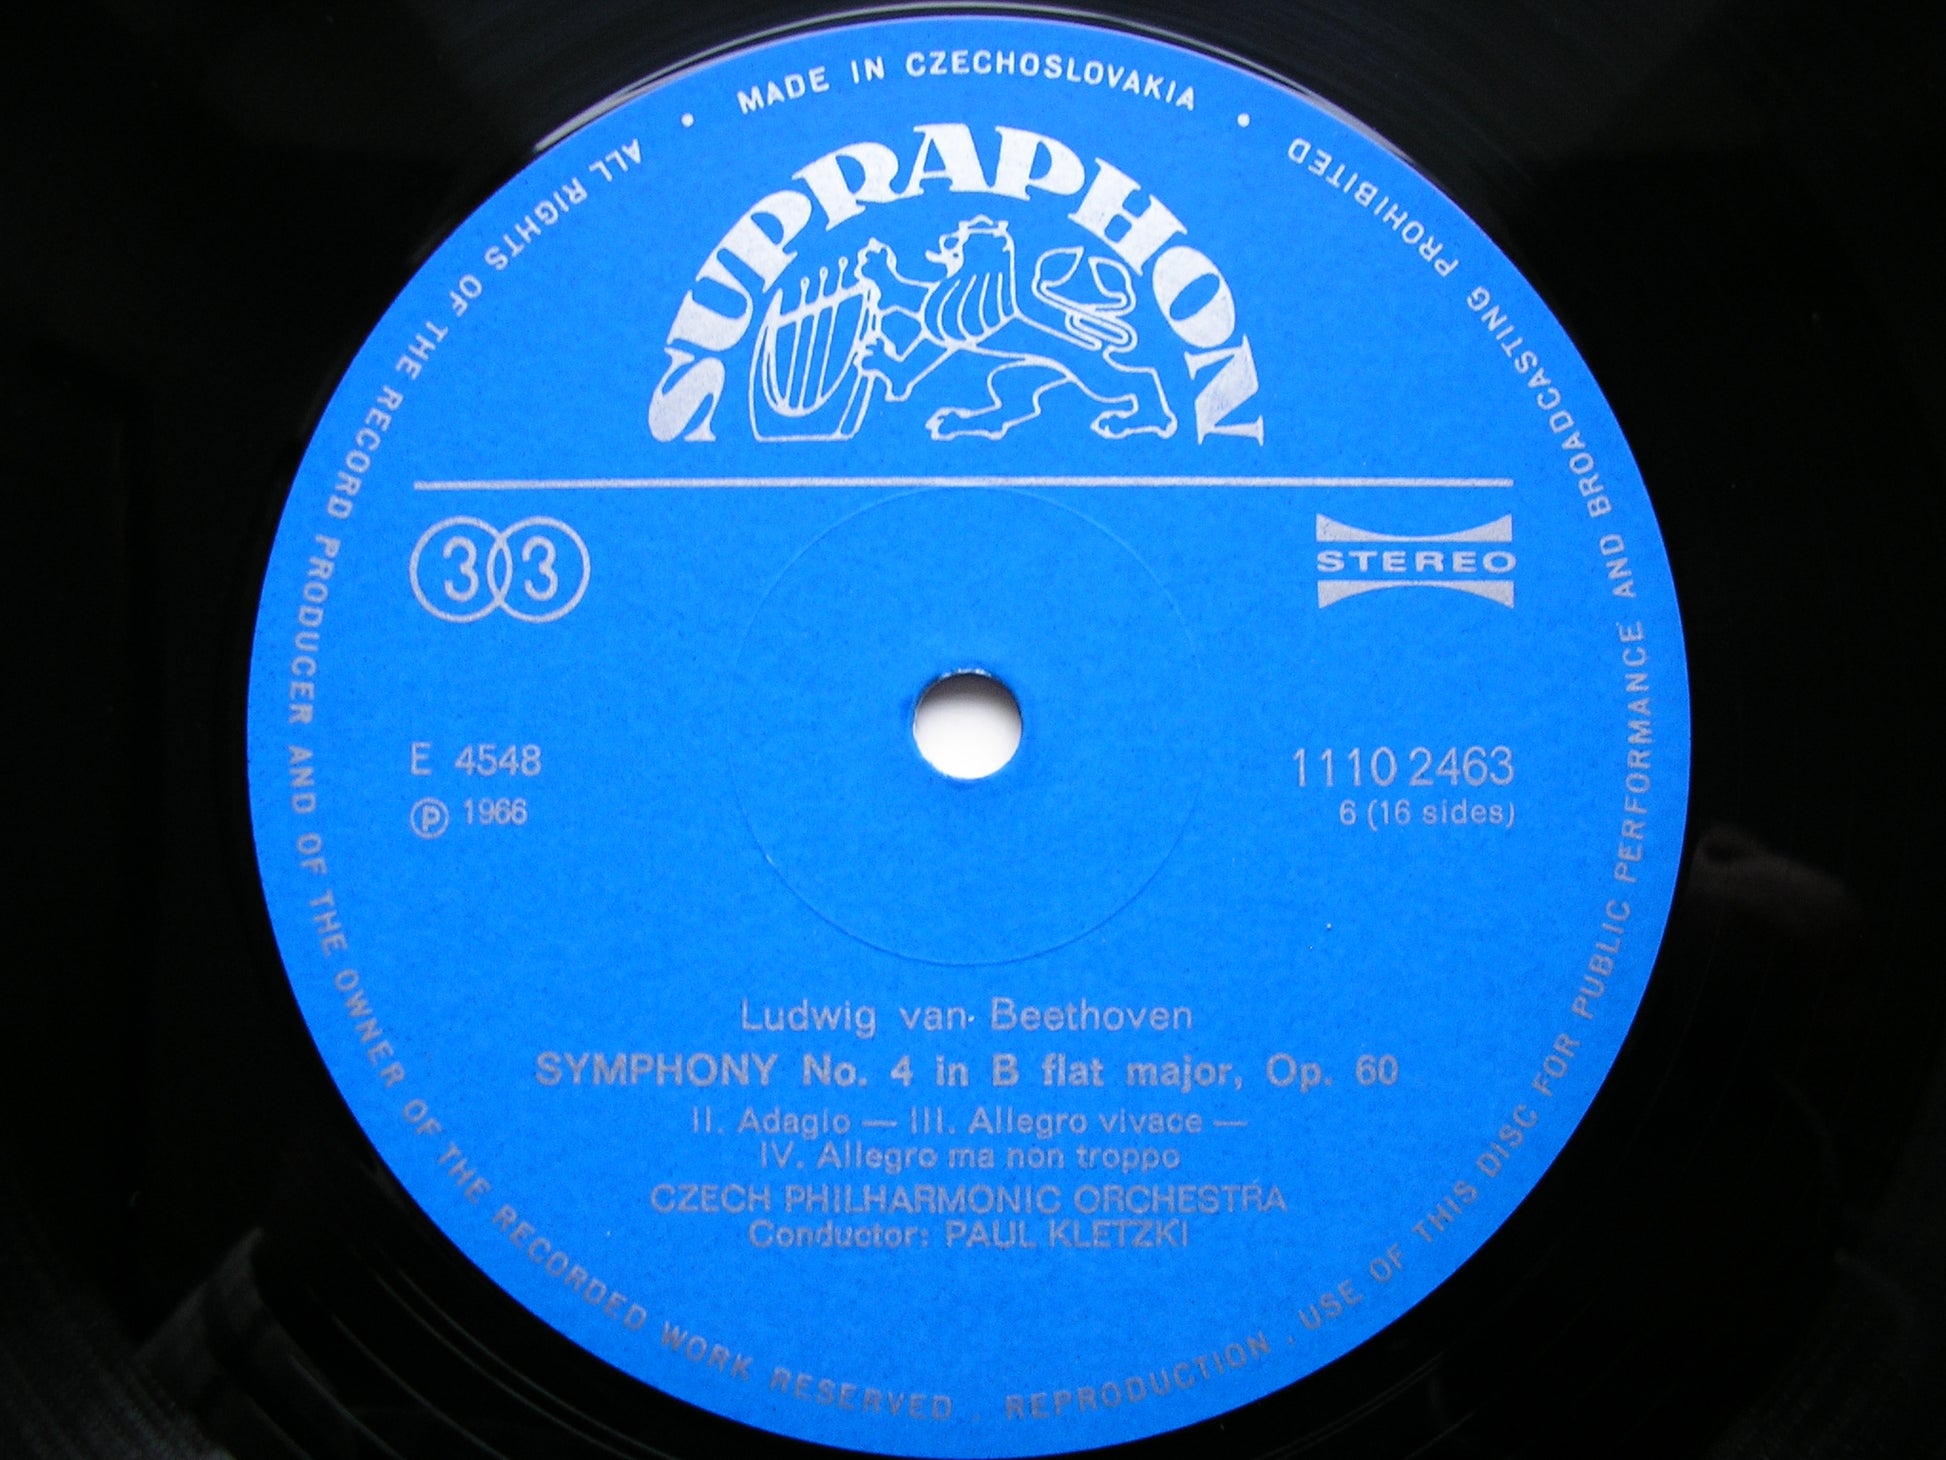 MADE IN CZECHOSLOVAKIA
SUPRAPHON
33
STEREO
E 4548
Ⓟ 1966
1110 2463
6 (16 sides)
Ludwig van Beethoven
SYMPHONY No. 4 in B flat major, Op. 60
II. Adagio — III. Allegro vivace —
IV. Allegro ma non troppo
CZECH PHILHARMONIC ORCHESTRA
Conductor: PAUL KLETZKI
ALL RIGHTS OF THE RECORD PRODUCER AND OF THE OWNER OF THE RECORDED WORK RESERVED . REPRODUCTION . USE OF THIS DISC FOR PUBLIC PERFORMANCE AND BROADCASTING PROHIBITED